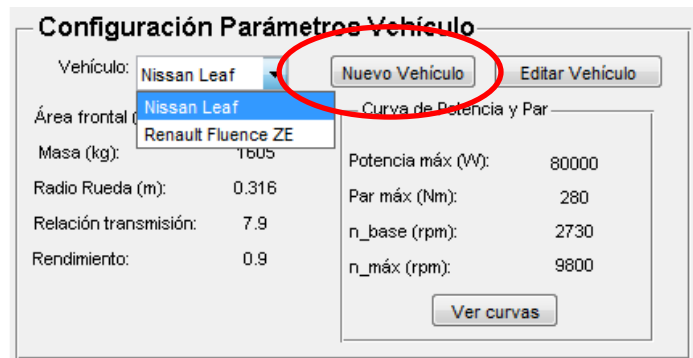 Configuración Parámetros Vehículo
Vehículo: Nissan Leaf
Nuevo Vehículo
Editar Vehículo
Nissan Leaf
Renault Fluence ZE
Área frontal (
Masa (kg): 1605
Radio Rueda (m): 0.316
Relación transmisión: 7.9
Rendimiento: 0.9
Curva de Potencia y Par
Potencia máx (W): 80000
Par máx (Nm): 280
n_base (rpm): 2730
n_máx (rpm): 9800
Ver curvas